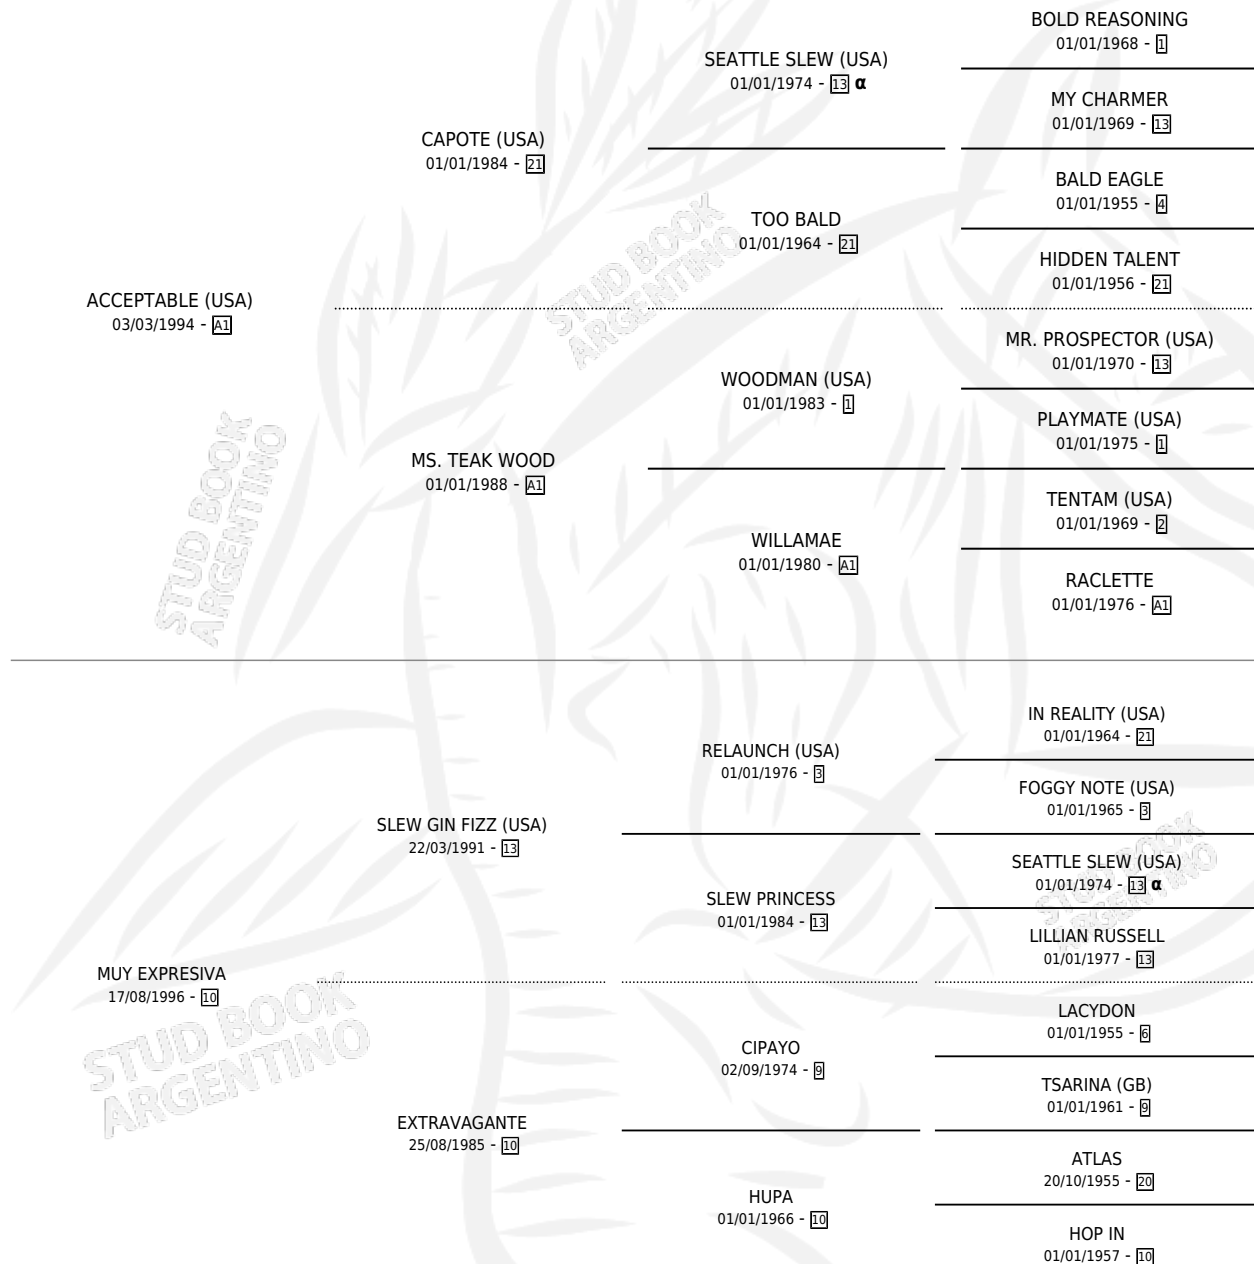 BOLD REASONING
01/01/1968 - 1
SEATTLE SLEW (USA)
01/01/1974 - 13 α
MY CHARMER
01/01/1969 - 13
CAPOTE (USA)
01/01/1984 - 21
BALD EAGLE
01/01/1955 - 4
TOO BALD
01/01/1964 - 21
HIDDEN TALENT
01/01/1956 - 21
ACCEPTABLE (USA)
03/03/1994 - A1
MR. PROSPECTOR (USA)
01/01/1970 - 13
WOODMAN (USA)
01/01/1983 - 1
PLAYMATE (USA)
01/01/1975 - 1
MS. TEAK WOOD
01/01/1988 - A1
TENTAM (USA)
01/01/1969 - 2
WILLAMAE
01/01/1980 - A1
RACLETTE
01/01/1976 - A1
IN REALITY (USA)
01/01/1964 - 21
RELAUNCH (USA)
01/01/1976 - 3
FOGGY NOTE (USA)
01/01/1965 - 3
SLEW GIN FIZZ (USA)
22/03/1991 - 13
SEATTLE SLEW (USA)
01/01/1974 - 13 α
SLEW PRINCESS
01/01/1984 - 13
LILLIAN RUSSELL
01/01/1977 - 13
MUY EXPRESIVA
17/08/1996 - 10
LACYDON
01/01/1955 - 6
CIPAYO
02/09/1974 - 9
TSARINA (GB)
01/01/1961 - 9
EXTRAVAGANTE
25/08/1985 - 10
ATLAS
20/10/1955 - 20
HUPA
01/01/1966 - 10
HOP IN
01/01/1957 - 10
STUD BOOK
ARGENTINO
STUD BOOK
ARGENTINO
STUD BOOK
ARGENTINO
STUD BOOK
ARGENTINO